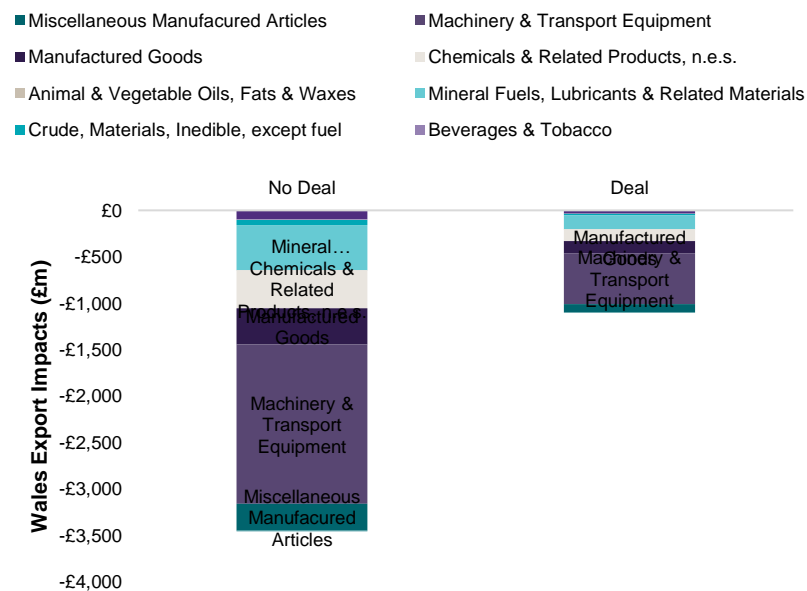 Miscellaneous Manufacured Articles
Machinery & Transport Equipment
Manufactured Goods
Chemicals & Related Products, n.e.s.
Animal & Vegetable Oils, Fats & Waxes
Mineral Fuels, Lubricants & Related Materials
Crude, Materials, Inedible, except fuel
Beverages & Tobacco
No Deal
Deal
£0
-£500
-£1,000
-£1,500
-£2,000
-£2,500
-£3,000
-£3,500
-£4,000
Wales Export Impacts (£m)
Mineral...
Chemicals &
Related
Products, n.e.s.
Manufactured
Goods
Machinery &
Transport
Equipment
Miscellaneous
Manufacured
Articles
Manufactured
Goods
Machinery &
Transport
Equipment